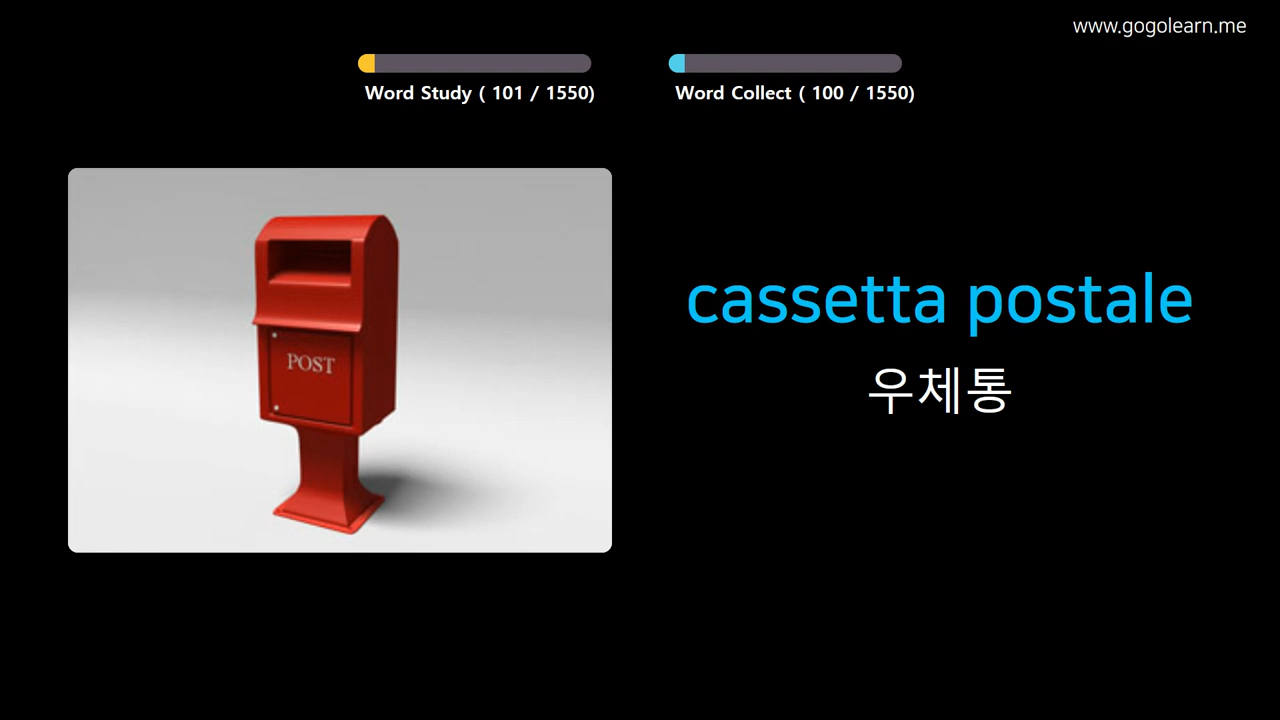 www.gogolearn.me
Word Study ( 101 / 1550)
Word Collect ( 100 / 1550)
POST
cassetta postale
우체통